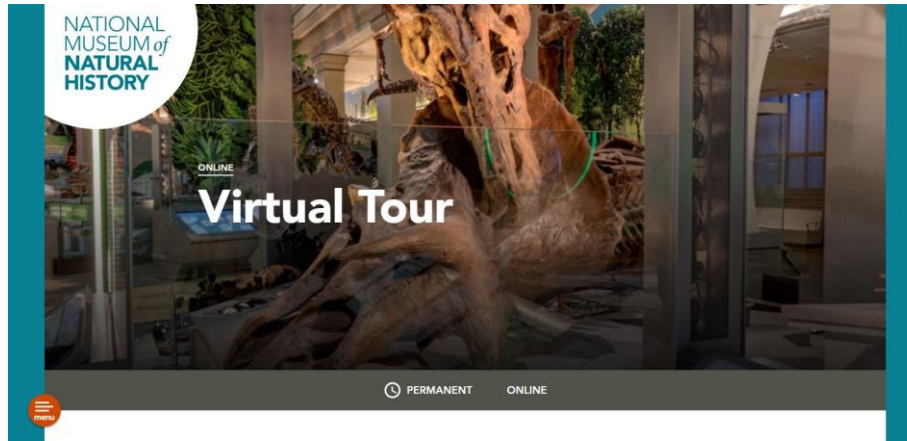 NATIONAL
MUSEUM of
NATURAL
HISTORY
ONLINE
Virtual Tour
PERMANENT
ONLINE
menu